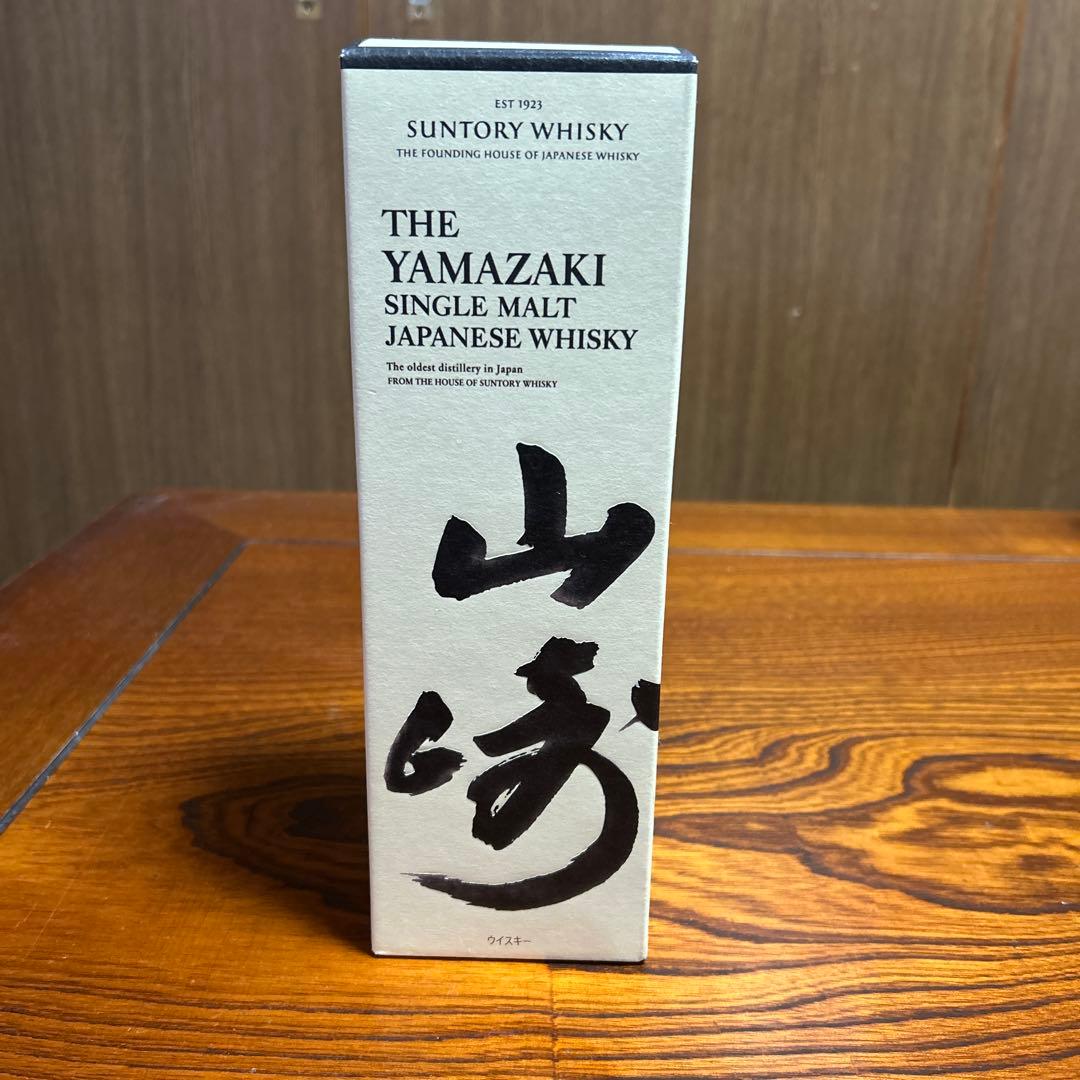 EST 1923
SUNTORY WHISKY
THE FOUNDING HOUSE OF JAPANESE WHISKY
THE
YAMAZAKI
SINGLE MALT
JAPANESE WHISKY
The oldest distillery in Japan
FROM THE HOUSE OF SUNTORY WHISKY
山
崎
ウイスキー